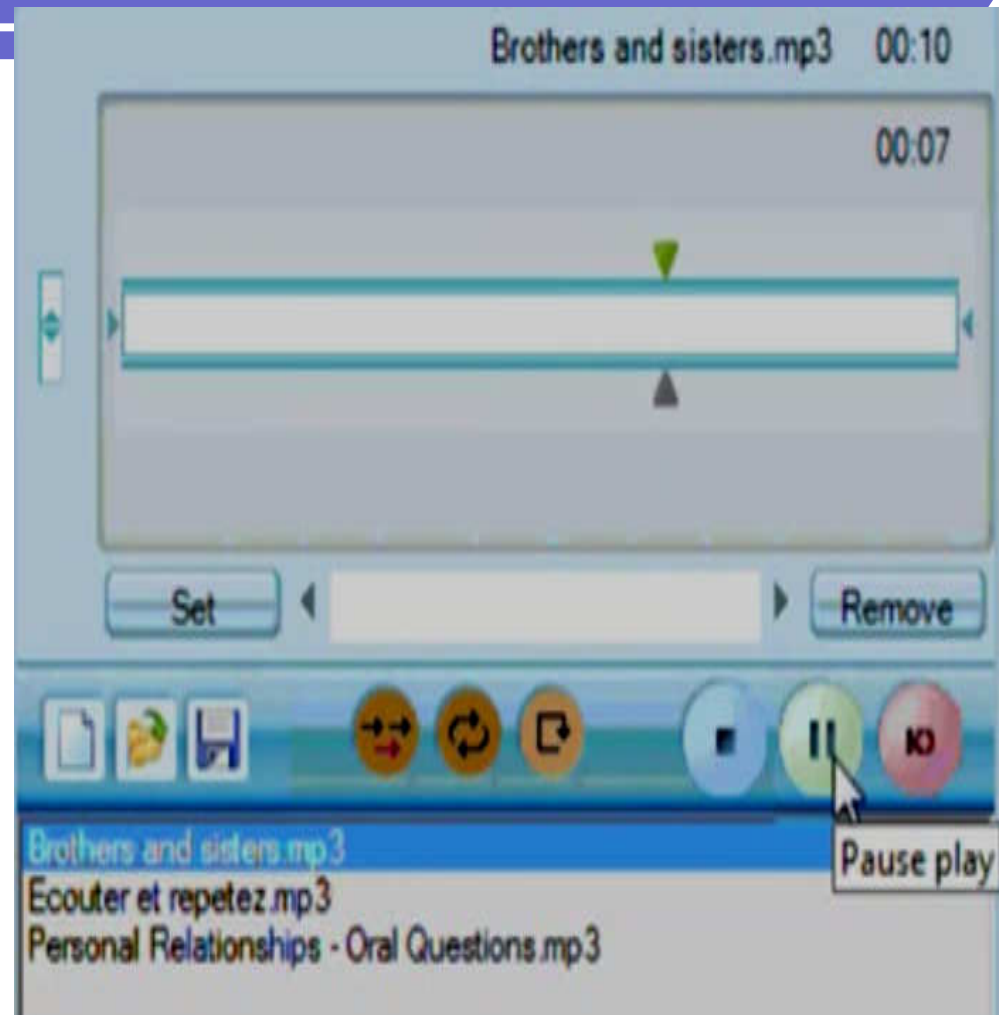 Brothers and sisters.mp3 00:10
00:07
Set Remove
Brothers and sisters.mp3
Ecouter et repetez.mp3
Personal Relationships - Oral Questions.mp3
Pause play